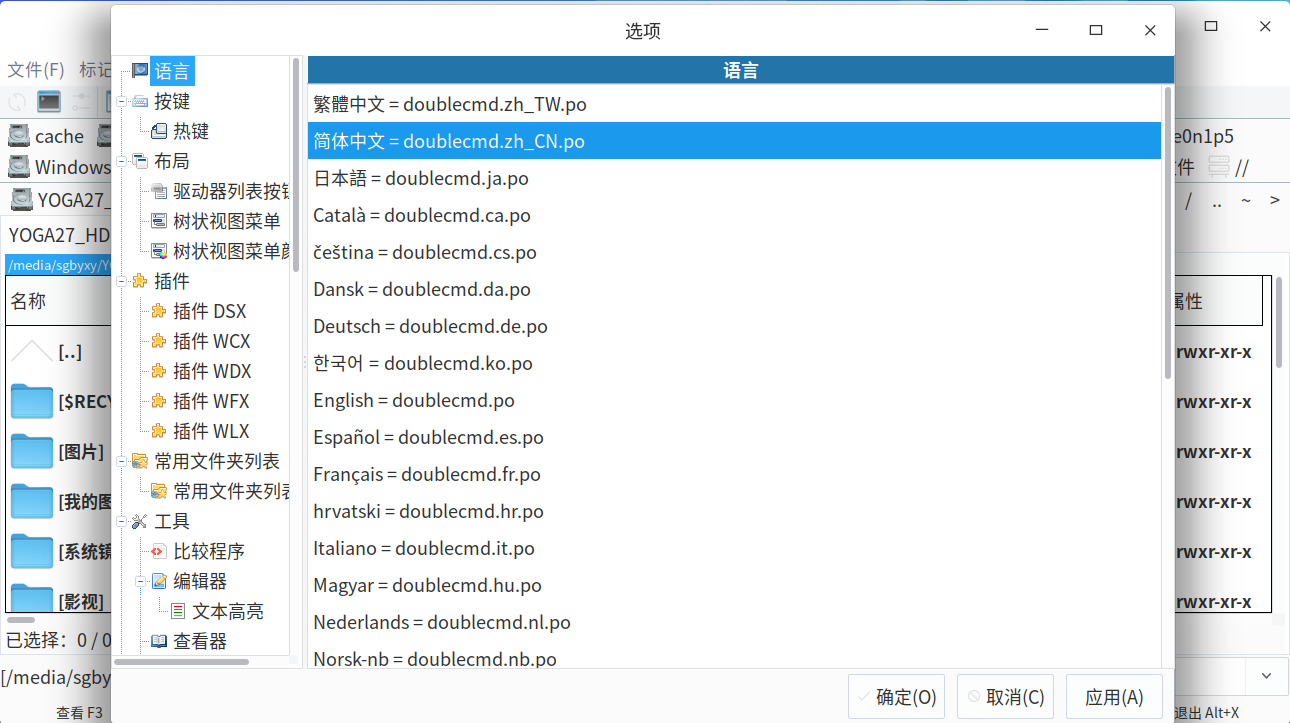 选项
文件(F) 标记
cache
Windows
YOGA27_
YOGA27_HD
/media/sgbyxy/Y
名称
[..]
[$RECY
[图片]
[我的图
[系统镜
[影视]
已选择：0 / 0
[/media/sgby
查看 F3
语言
按键
热键
布局
驱动器列表按钮
树状视图菜单
树状视图菜单颜
插件
插件 DSX
插件 WCX
插件 WDX
插件 WFX
插件 WLX
常用文件夹列表
常用文件夹列表
工具
比较程序
编辑器
文本高亮
查看器
语言
繁體中文 = doublecmd.zh_TW.po
简体中文 = doublecmd.zh_CN.po
日本語 = doublecmd.ja.po
Català = doublecmd.ca.po
čeština = doublecmd.cs.po
Dansk = doublecmd.da.po
Deutsch = doublecmd.de.po
한국어 = doublecmd.ko.po
English = doublecmd.po
Español = doublecmd.es.po
Français = doublecmd.fr.po
hrvatski = doublecmd.hr.po
Italiano = doublecmd.it.po
Magyar = doublecmd.hu.po
Nederlands = doublecmd.nl.po
Norsk-nb = doublecmd.nb.po
确定(O) 取消(C) 应用(A)
e0n1p5
件 //
/ .. ~ >
属性
rwxr-xr-x
rwxr-xr-x
rwxr-xr-x
rwxr-xr-x
rwxr-xr-x
rwxr-xr-x
退出 Alt+X